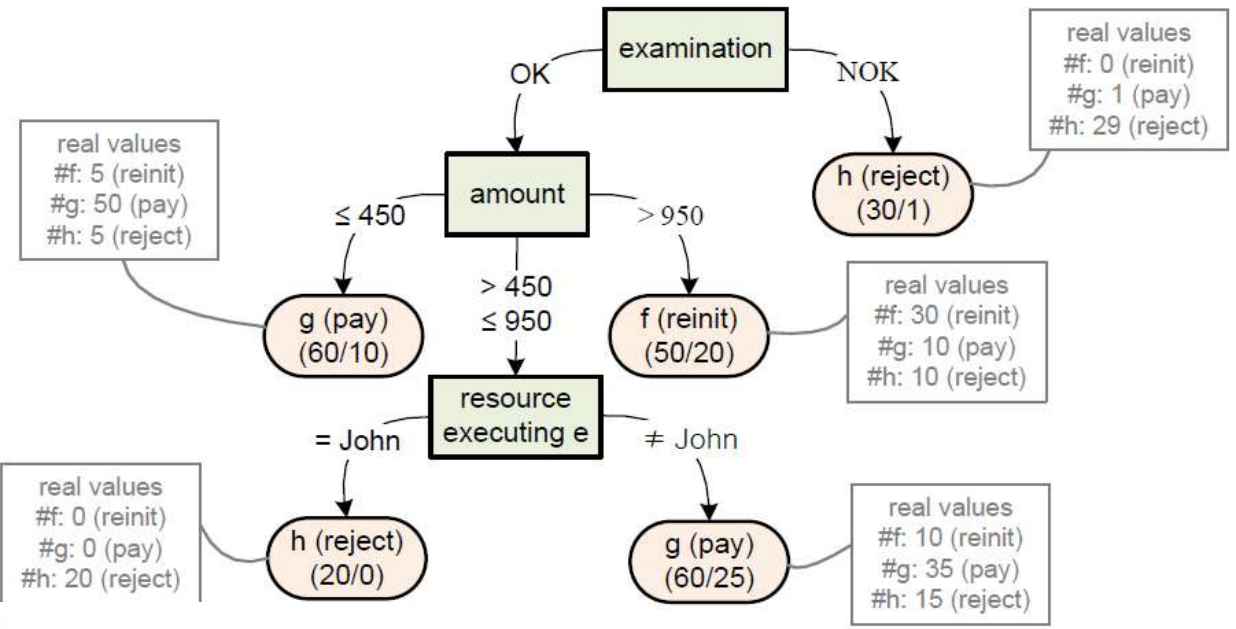 examination
OK
NOK
real values
#f: 0 (reinit)
#g: 1 (pay)
#h: 29 (reject)
h (reject)
(30/1)
real values
#f: 5 (reinit)
#g: 50 (pay)
#h: 5 (reject)
amount
≤ 450
> 950
> 450
≤ 950
g (pay)
(60/10)
f (reinit)
(50/20)
real values
#f: 30 (reinit)
#g: 10 (pay)
#h: 10 (reject)
resource
executing e
= John
≠ John
real values
#f: 0 (reinit)
#g: 0 (pay)
#h: 20 (reject)
h (reject)
(20/0)
g (pay)
(60/25)
real values
#f: 10 (reinit)
#g: 35 (pay)
#h: 15 (reject)